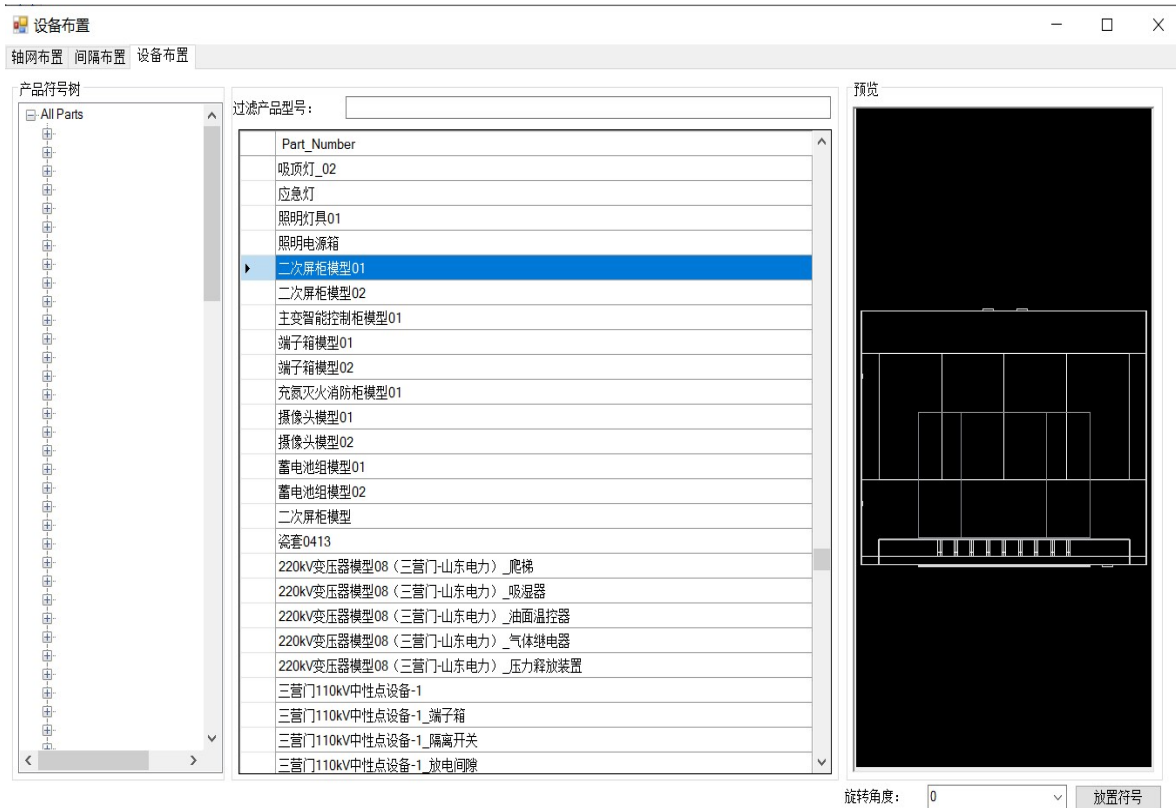 设备布置
轴网布置 间隔布置 设备布置
产品符号树
All Parts
过滤产品型号：
Part_Number
吸顶灯_02
应急灯
照明灯具01
照明电源箱
二次屏柜模型01
二次屏柜模型02
主变智能控制柜模型01
端子箱模型01
端子箱模型02
充氮灭火消防柜模型01
摄像头模型01
摄像头模型02
蓄电池组模型01
蓄电池组模型02
二次屏柜模型
瓷套0413
220kV变压器模型08（三营门-山东电力）_爬梯
220kV变压器模型08（三营门-山东电力）_吸湿器
220kV变压器模型08（三营门-山东电力）_油面温控器
220kV变压器模型08（三营门-山东电力）_气体继电器
220kV变压器模型08（三营门-山东电力）_压力释放装置
三营门110kV中性点设备-1
三营门110kV中性点设备-1_端子箱
三营门110kV中性点设备-1_隔离开关
三营门110kV中性点设备-1_放电间隙
预览
旋转角度： 0 放置符号